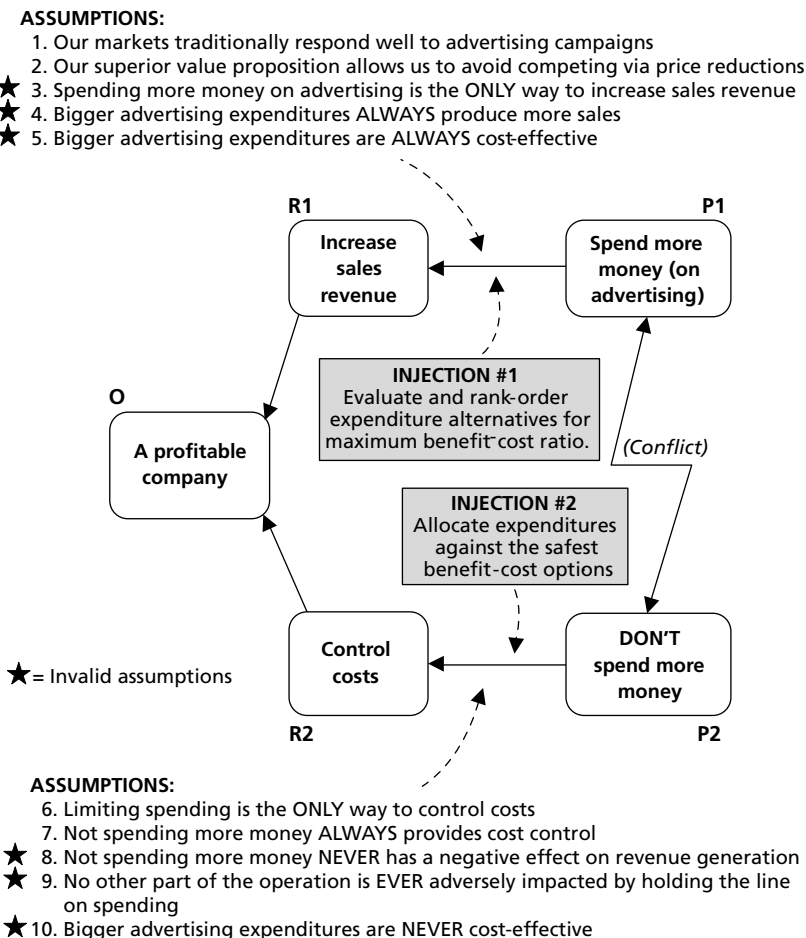 ASSUMPTIONS:
1. Our markets traditionally respond well to advertising campaigns
2. Our superior value proposition allows us to avoid competing via price reductions
★ 3. Spending more money on advertising is the ONLY way to increase sales revenue
★ 4. Bigger advertising expenditures ALWAYS produce more sales
★ 5. Bigger advertising expenditures are ALWAYS cost-effective
R1
Increase
sales
revenue
P1
Spend more
money (on
advertising)
INJECTION #1
Evaluate and rank-order
expenditure alternatives for
maximum benefit-cost ratio.
O
A profitable
company
(Conflict)
INJECTION #2
Allocate expenditures
against the safest
benefit-cost options
Control
costs
R2
DON'T
spend more
money
P2
★ = Invalid assumptions
ASSUMPTIONS:
6. Limiting spending is the ONLY way to control costs
7. Not spending more money ALWAYS provides cost control
★ 8. Not spending more money NEVER has a negative effect on revenue generation
★ 9. No other part of the operation is EVER adversely impacted by holding the line
on spending
★ 10. Bigger advertising expenditures are NEVER cost-effective